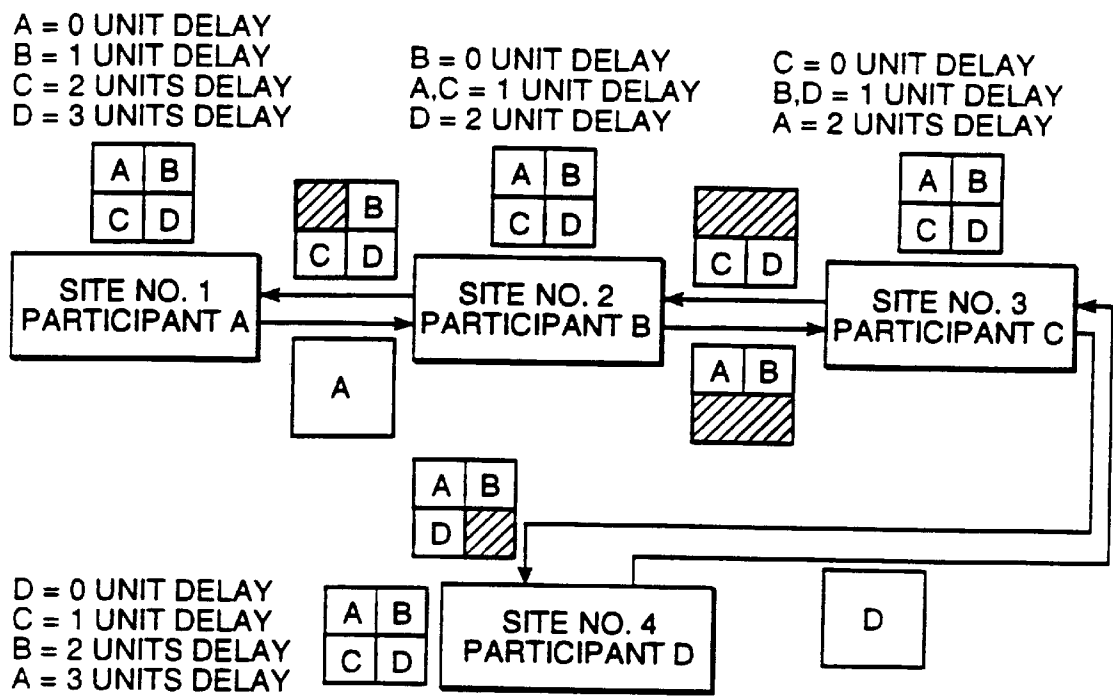 A = 0 UNIT DELAY
B = 1 UNIT DELAY
C = 2 UNITS DELAY
D = 3 UNITS DELAY
B = 0 UNIT DELAY
A,C = 1 UNIT DELAY
D = 2 UNIT DELAY
C = 0 UNIT DELAY
B,D = 1 UNIT DELAY
A = 2 UNITS DELAY
A B
C D
B
C D
A B
C D
C D
A B
C D
SITE NO. 1
PARTICIPANT A
SITE NO. 2
PARTICIPANT B
SITE NO. 3
PARTICIPANT C
A
A B
A B
D
D = 0 UNIT DELAY
C = 1 UNIT DELAY
B = 2 UNITS DELAY
A = 3 UNITS DELAY
A B
C D
SITE NO. 4
PARTICIPANT D
D